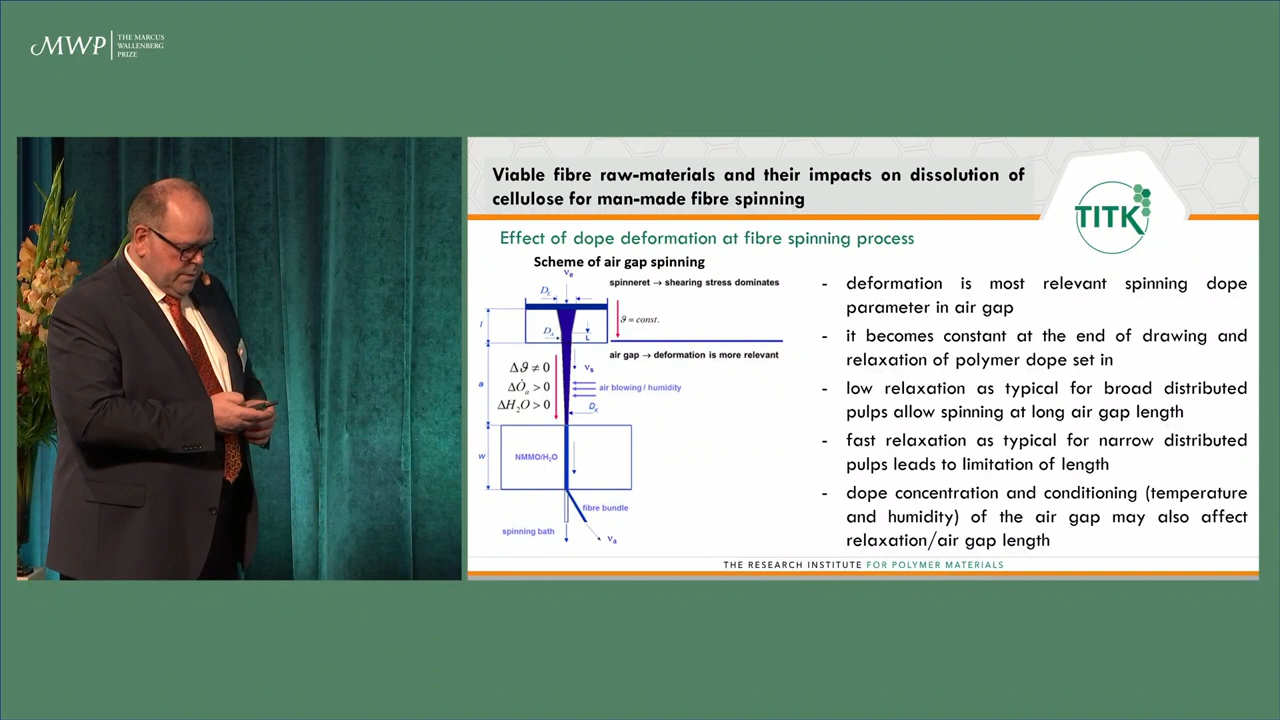 MWP
THE MARCUS
WALLENBERG
PRIZE
Viable fibre raw-materials and their impacts on dissolution of
cellulose for man-made fibre spinning
TITK
Effect of dope deformation at fibre spinning process
Scheme of air gap spinning
spinneret → shearing stress dominates
ϑ = const.
air gap → deformation is more relevant
Δϑ ≠ 0
ΔH₂O > 0
air blowing / humidity
NMMO/H₂O
fibre bundle
spinning bath
l
a
w
L
vₛ
vₐ
- deformation is most relevant spinning dope
parameter in air gap
- it becomes constant at the end of drawing and
relaxation of polymer dope set in
- low relaxation as typical for broad distributed
pulps allow spinning at long air gap length
- fast relaxation as typical for narrow distributed
pulps leads to limitation of length
- dope concentration and conditioning (temperature
and humidity) of the air gap may also affect
relaxation/air gap length
THE RESEARCH INSTITUTE FOR POLYMER MATERIALS